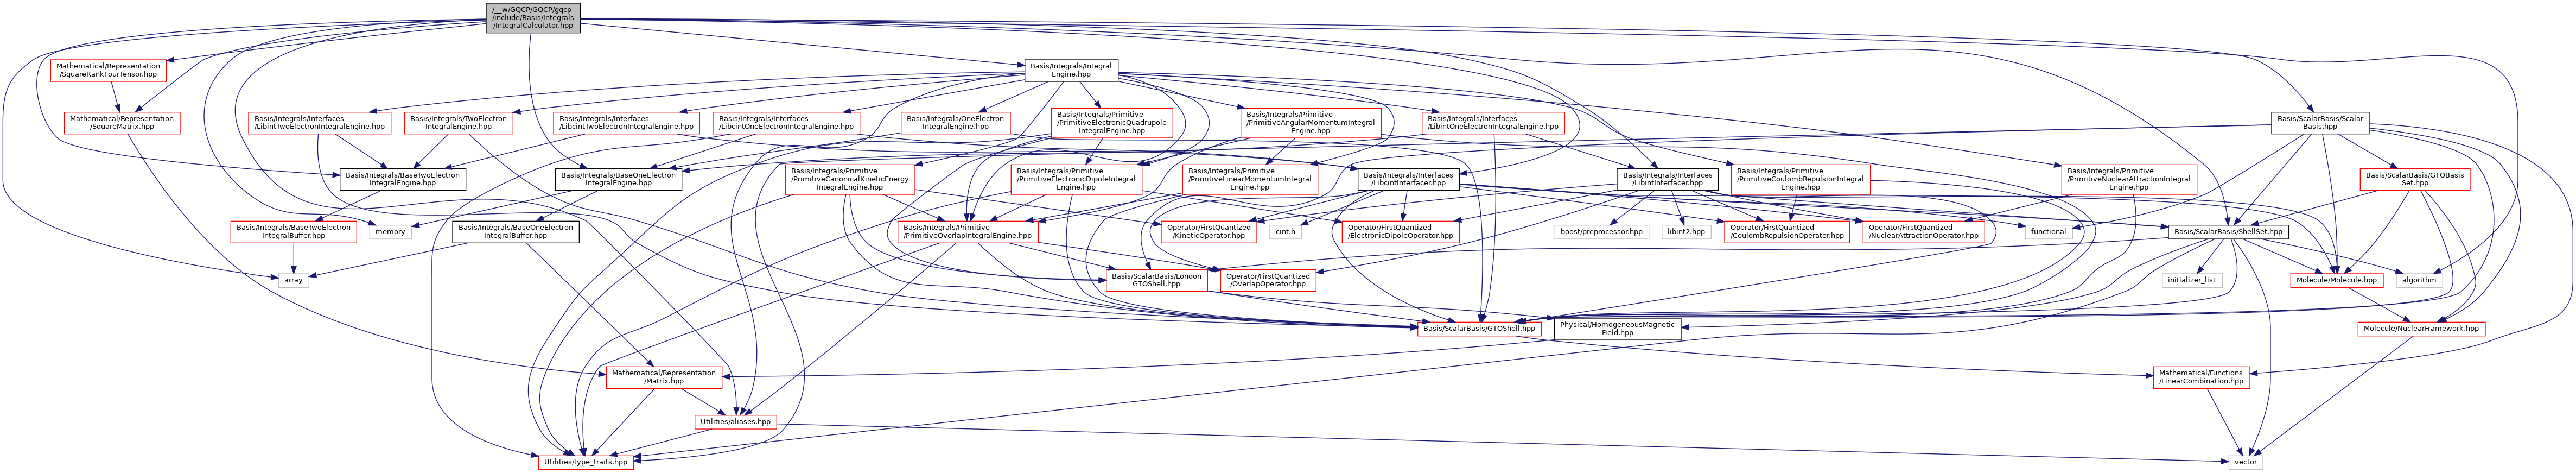 /__w/GQCP/GQCP/gqcp
/include/Basis/Integrals
/IntegralCalculator.hpp
Mathematical/Representation
/SquareRankFourTensor.hpp
Basis/Integrals/Integral
Engine.hpp
Mathematical/Representation
/SquareMatrix.hpp
Basis/Integrals/Interfaces
/LibintTwoElectronIntegralEngine.hpp
Basis/Integrals/TwoElectron
IntegralEngine.hpp
Basis/Integrals/Interfaces
/LibcintTwoElectronIntegralEngine.hpp
Basis/Integrals/Interfaces
/LibcintOneElectronIntegralEngine.hpp
Basis/Integrals/OneElectron
IntegralEngine.hpp
Basis/Integrals/Primitive
/PrimitiveElectronicQuadrupole
IntegralEngine.hpp
Basis/Integrals/Primitive
/PrimitiveAngularMomentumIntegral
Engine.hpp
Basis/Integrals/Interfaces
/LibintOneElectronIntegralEngine.hpp
Basis/ScalarBasis/Scalar
Basis.hpp
Basis/Integrals/BaseTwoElectron
IntegralEngine.hpp
Basis/Integrals/BaseOneElectron
IntegralEngine.hpp
Basis/Integrals/Primitive
/PrimitiveCanonicalKineticEnergy
IntegralEngine.hpp
Basis/Integrals/Primitive
/PrimitiveElectronicDipoleIntegral
Engine.hpp
Basis/Integrals/Primitive
/PrimitiveLinearMomentumIntegral
Engine.hpp
Basis/Integrals/Interfaces
/LibcintInterfacer.hpp
Basis/Integrals/Interfaces
/LibintInterfacer.hpp
Basis/Integrals/Primitive
/PrimitiveCoulombRepulsionIntegral
Engine.hpp
Basis/Integrals/Primitive
/PrimitiveNuclearAttractionIntegral
Engine.hpp
Basis/ScalarBasis/GTOBasis
Set.hpp
Basis/Integrals/BaseTwoElectron
IntegralBuffer.hpp
memory
Basis/Integrals/BaseOneElectron
IntegralBuffer.hpp
Basis/Integrals/Primitive
/PrimitiveOverlapIntegralEngine.hpp
Operator/FirstQuantized
/KineticOperator.hpp
cint.h
Operator/FirstQuantized
/ElectronicDipoleOperator.hpp
boost/preprocessor.hpp
libint2.hpp
Operator/FirstQuantized
/CoulombRepulsionOperator.hpp
Operator/FirstQuantized
/NuclearAttractionOperator.hpp
functional
Basis/ScalarBasis/ShellSet.hpp
array
Basis/ScalarBasis/London
GTOShell.hpp
Operator/FirstQuantized
/OverlapOperator.hpp
initializer_list
Molecule/Molecule.hpp
algorithm
Basis/ScalarBasis/GTOShell.hpp
Physical/HomogeneousMagnetic
Field.hpp
Molecule/NuclearFramework.hpp
Mathematical/Representation
/Matrix.hpp
Mathematical/Functions
/LinearCombination.hpp
Utilities/aliases.hpp
Utilities/type_traits.hpp
vector